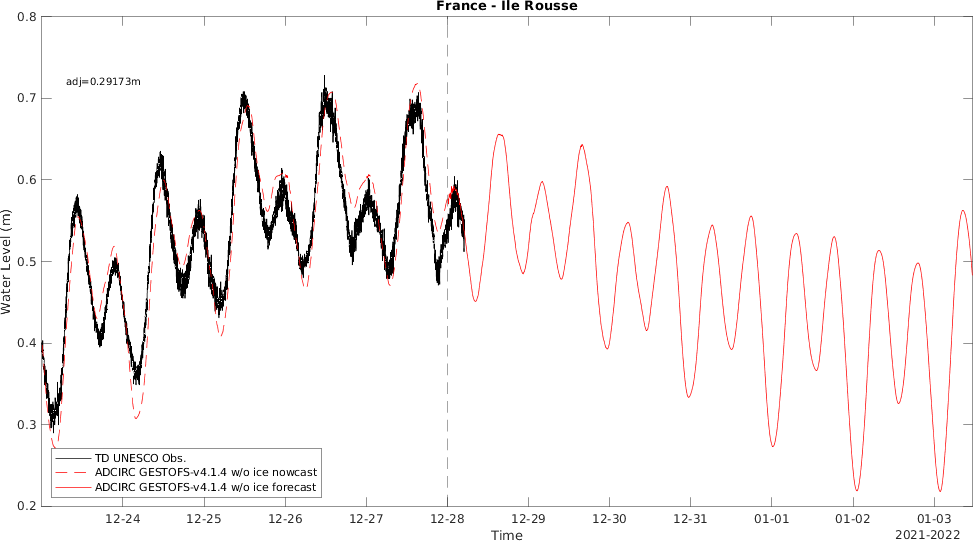 France - Ile Rousse
adj=0.29173m
Water Level (m)
0.8
0.7
0.6
0.5
0.4
0.3
0.2
TD UNESCO Obs.
ADCIRC GESTOFS-v4.1.4 w/o ice nowcast
ADCIRC GESTOFS-v4.1.4 w/o ice forecast
12-24 12-25 12-26 12-27 12-28 12-29 12-30 12-31 01-01 01-02 01-03
Time
2021-2022